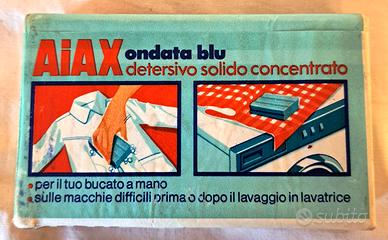 AiAX ondata blu
detersivo solido concentrato
• per il tuo bucato a mano
• sulle macchie difficili prima o dopo il lavaggio in lavatrice
subito